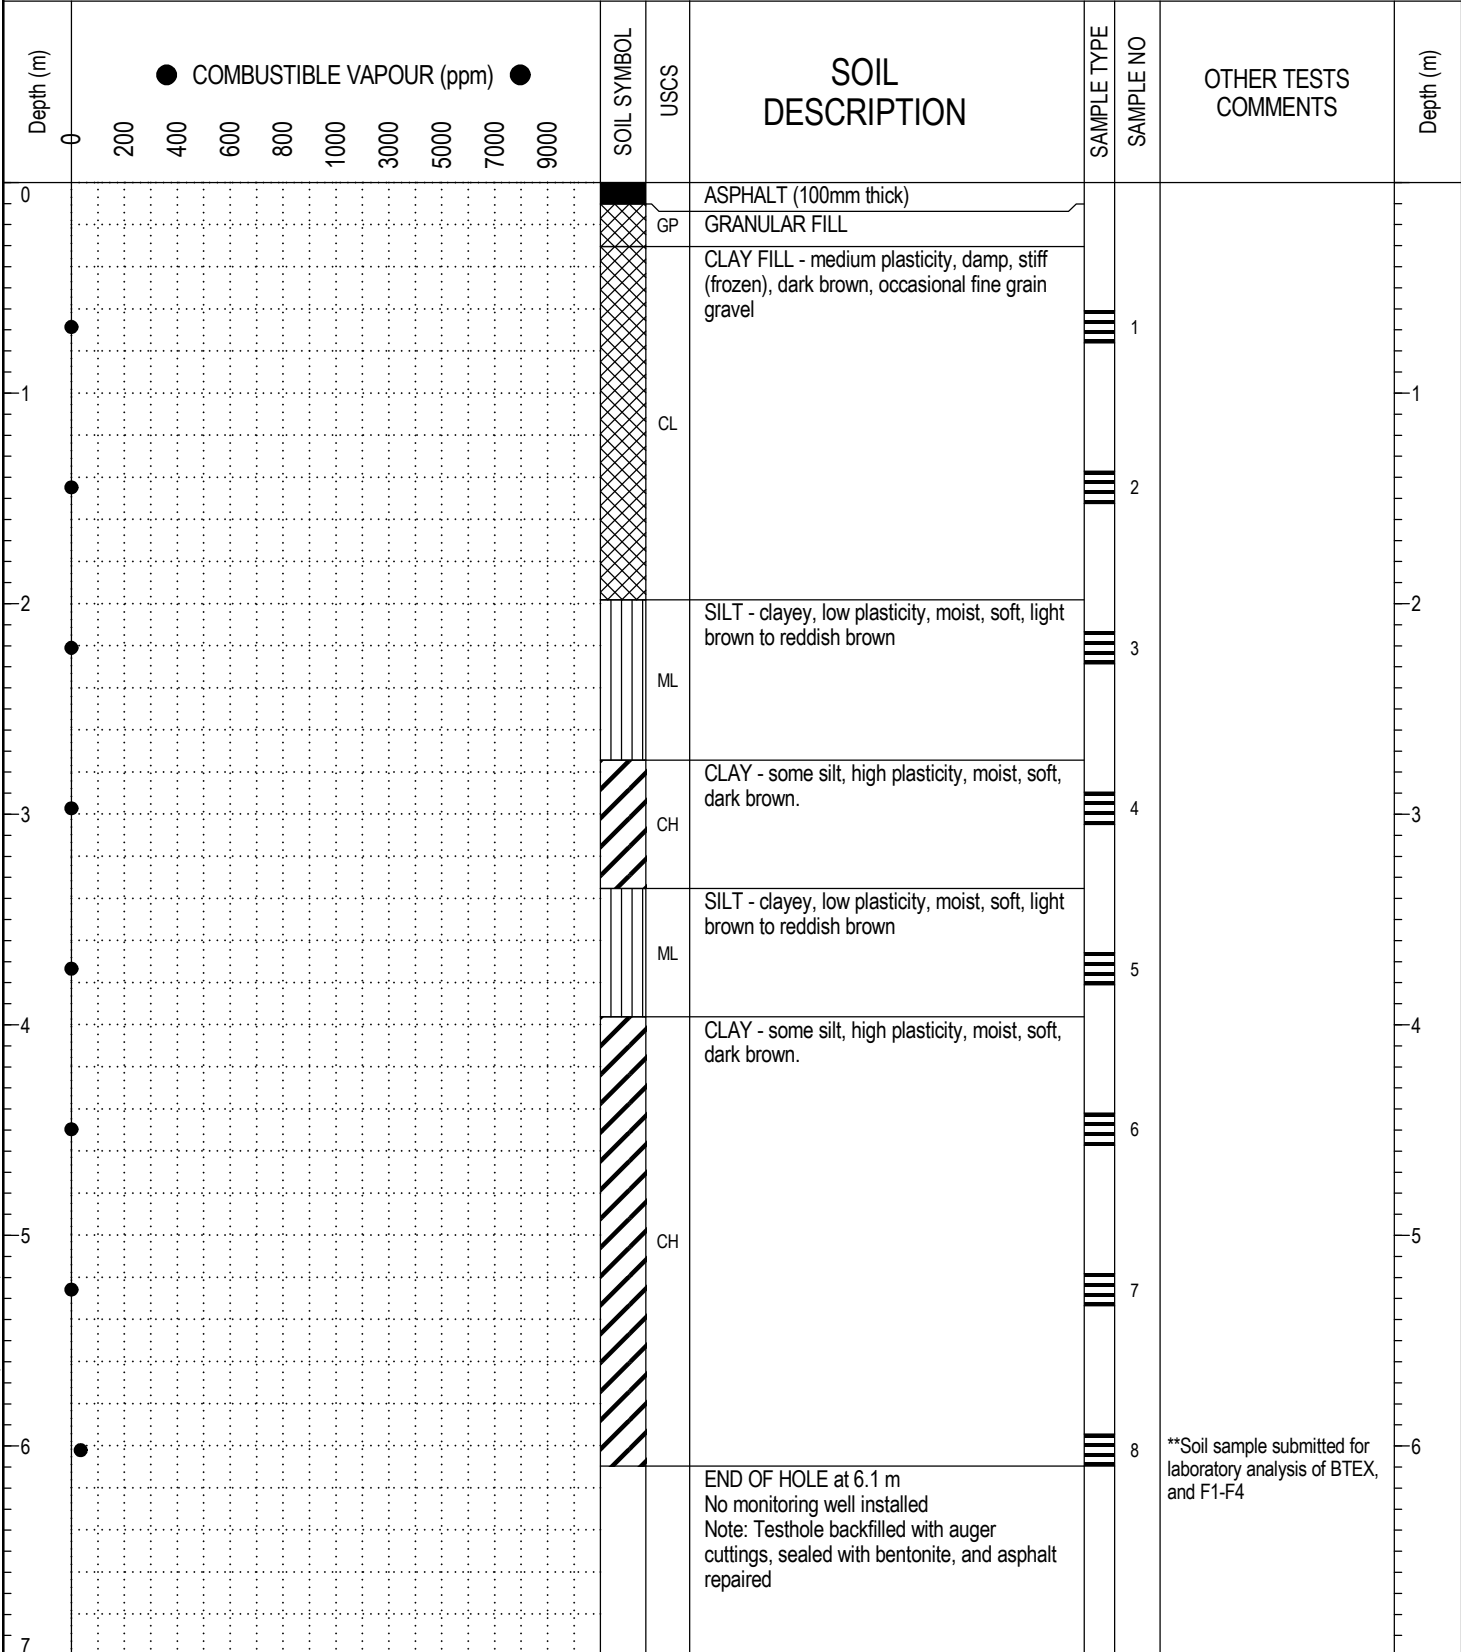 Depth (m)
COMBUSTIBLE VAPOUR (ppm)
0
200
400
600
800
1000
3000
5000
7000
9000
SOIL SYMBOL
USCS
SOIL
DESCRIPTION
SAMPLE TYPE
SAMPLE NO
OTHER TESTS
COMMENTS
Depth (m)
0
ASPHALT (100mm thick)
GP
GRANULAR FILL
CLAY FILL - medium plasticity, damp, stiff
(frozen), dark brown, occasional fine grain
gravel
1
1
CL
1
2
2
SILT - clayey, low plasticity, moist, soft, light
brown to reddish brown
2
3
ML
CLAY - some silt, high plasticity, moist, soft,
dark brown.
4
3
CH
3
SILT - clayey, low plasticity, moist, soft, light
brown to reddish brown
ML
5
4
CLAY - some silt, high plasticity, moist, soft,
dark brown.
4
6
5
CH
5
7
6
8
**Soil sample submitted for
laboratory analysis of BTEX,
and F1-F4
6
END OF HOLE at 6.1 m
No monitoring well installed
Note: Testhole backfilled with auger
cuttings, sealed with bentonite, and asphalt
repaired
7